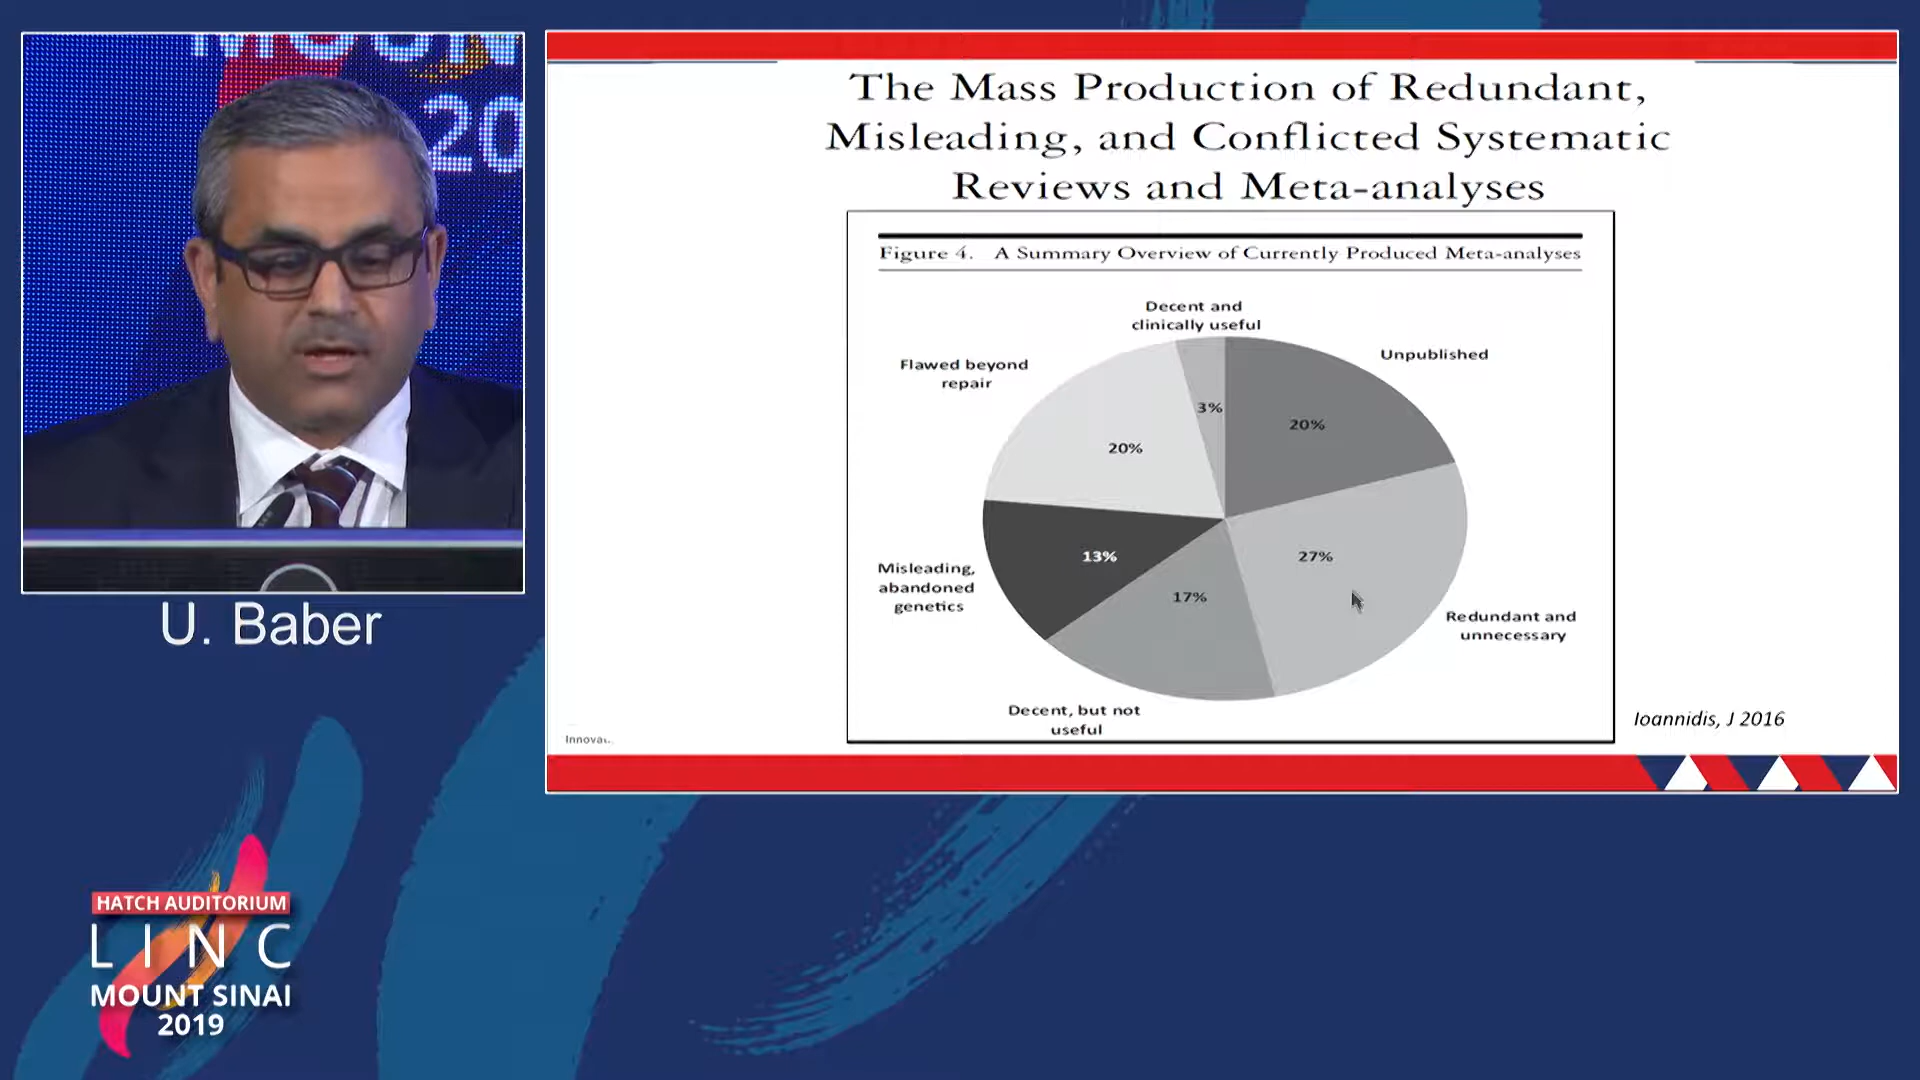 20
U. Baber
HATCH AUDITORIUM
LINC
MOUNT SINAI
2019
The Mass Production of Redundant,
Misleading, and Conflicted Systematic
Reviews and Meta-analyses
Figure 4. A Summary Overview of Currently Produced Meta-analyses
Decent and
clinically useful
Unpublished
Flawed beyond
repair
3%
20%
20%
27%
13%
17%
Misleading,
abandoned
genetics
Redundant and
unnecessary
Decent, but not
useful
Ioannidis, J 2016